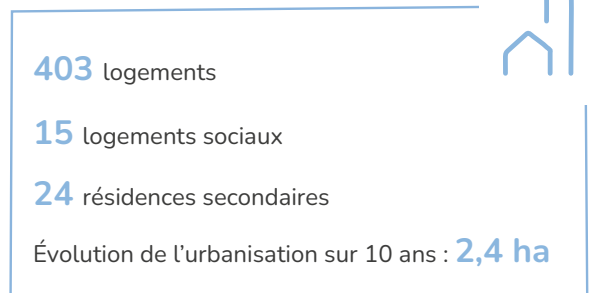 403 logements
15 logements sociaux
24 résidences secondaires
Évolution de l’urbanisation sur 10 ans : 2,4 ha